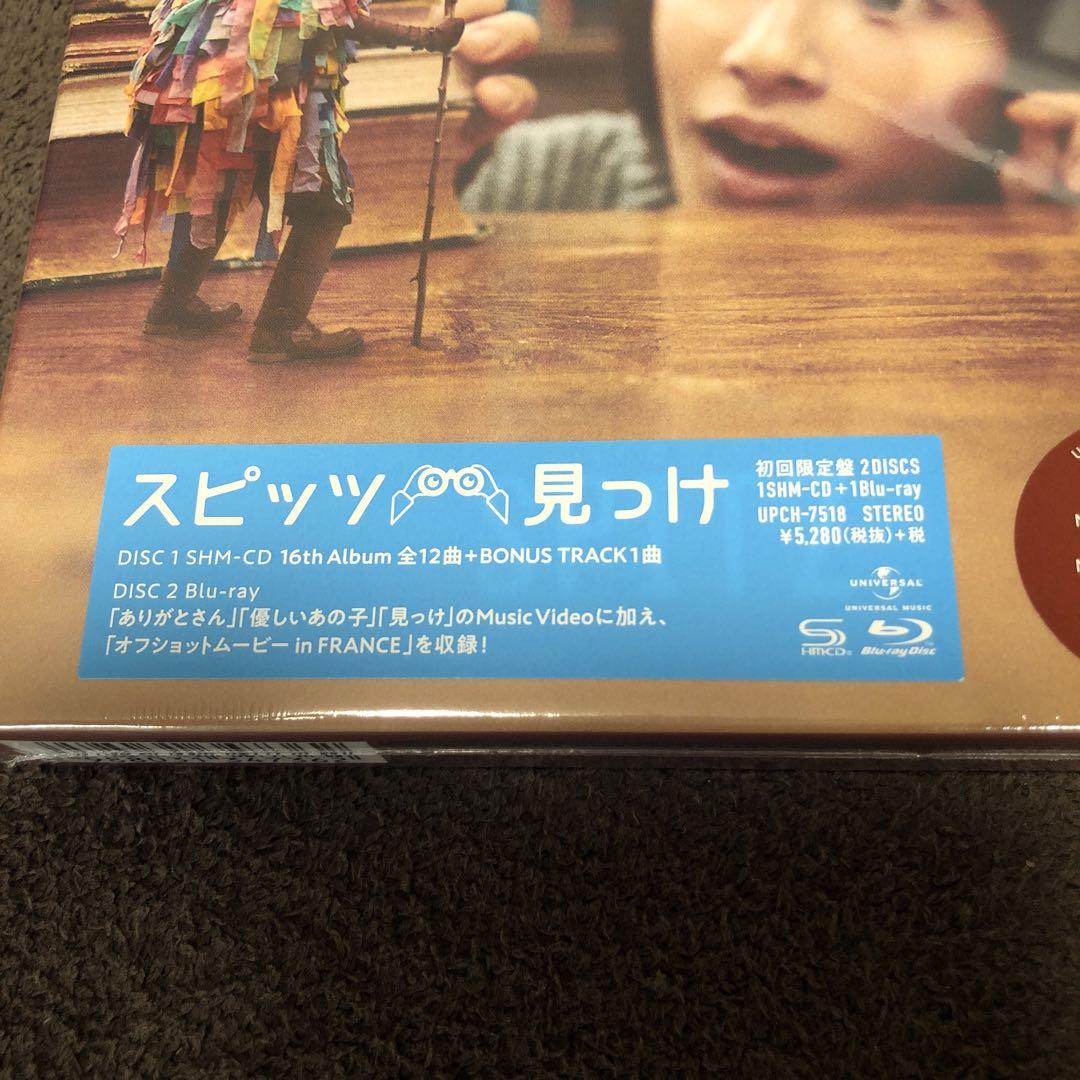 スピッツ 見っけ
初回限定盤 2DISCS
1SHM-CD+1Blu-ray
UPCH-7518 STEREO
¥5,280(税抜)+税
DISC 1 SHM-CD 16th Album 全12曲+BONUS TRACK1曲
DISC 2 Blu-ray
「ありがとさん」「優しいあの子」「見っけ」のMusic Videoに加え、
「オフショットムービー in FRANCE」を収録!
UNIVERSAL
UNIVERSAL MUSIC
SHMCD
Blu-ray Disc